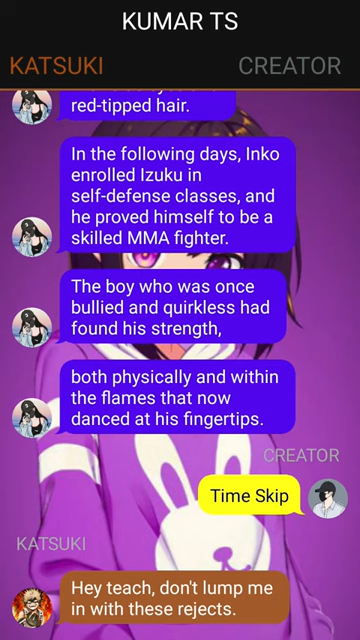 KUMAR TS
KATSUKI
CREATOR
red-tipped hair.
In the following days, Inko
enrolled Izuku in
self-defense classes, and
he proved himself to be a
skilled MMA fighter.
The boy who was once
bullied and quirkless had
found his strength,
both physically and within
the flames that now
danced at his fingertips.
CREATOR
Time Skip
KATSUKI
Hey teach, don't lump me
in with these rejects.